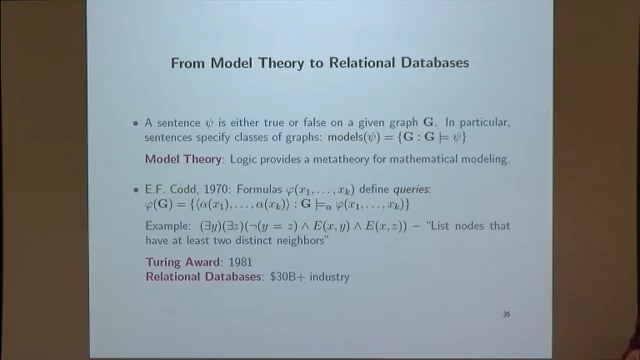 From Model Theory to Relational Databases
• A sentence ψ is either true or false on a given graph G. In particular,
sentences specify classes of graphs: models(ψ) = {G : G ⊨ ψ}
Model Theory: Logic provides a metatheory for mathematical modeling.
• E.F. Codd, 1970: Formulas φ(x₁, . . . , xₖ) define queries:
φ(G) = {⟨α(x₁), . . . , α(xₖ)⟩ : G ⊨α φ(x₁, . . . , xₖ)}
Example: (∃y)(∃z)(¬(y = z) ∧ E(x, y) ∧ E(x, z)) – “List nodes that
have at least two distinct neighbors”
Turing Award: 1981
Relational Databases: $30B+ industry
36